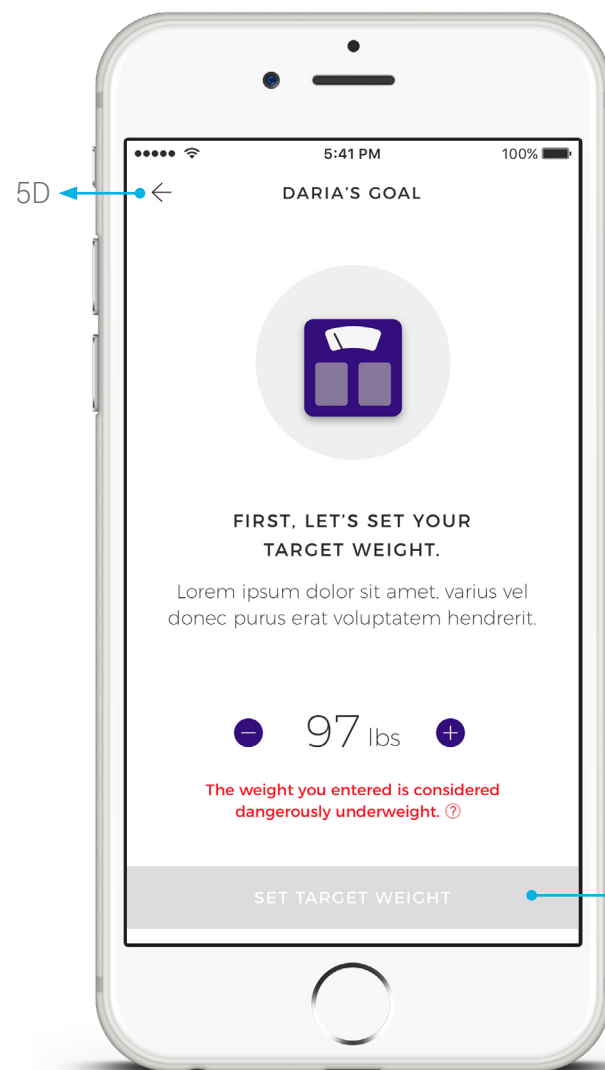 5:41 PM
100%
5D
DARIA'S GOAL
FIRST, LET'S SET YOUR
TARGET WEIGHT.
Lorem ipsum dolor sit amet, varius vel
donec purus erat voluptatem hendrerit.
97 lbs
The weight you entered is considered
dangerously underweight. ?
SET TARGET WEIGHT